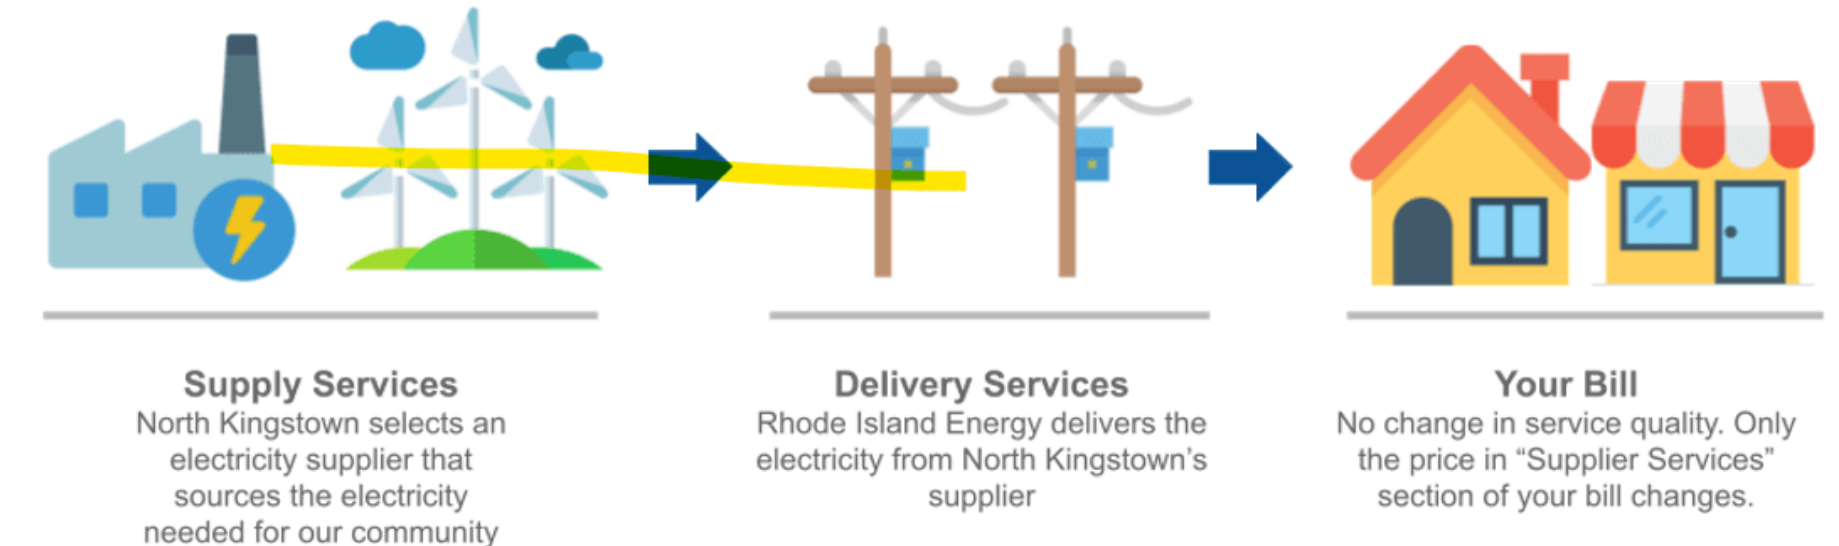 Supply Services
North Kingstown selects an
electricity supplier that
sources the electricity
needed for our community
Delivery Services
Rhode Island Energy delivers the
electricity from North Kingstown’s
supplier
Your Bill
No change in service quality. Only
the price in “Supplier Services”
section of your bill changes.